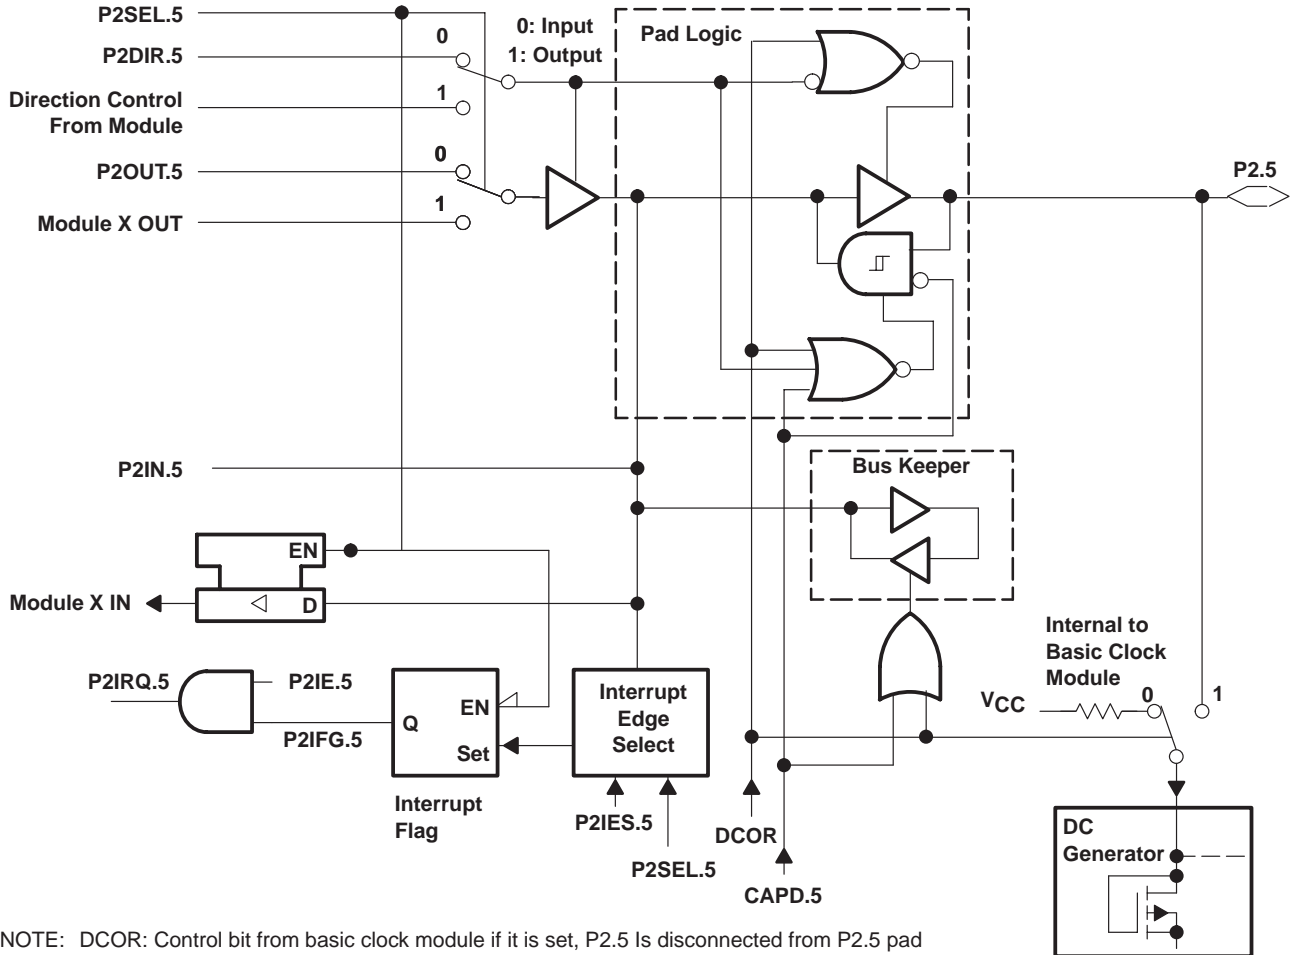 P2SEL.5
P2DIR.5
0
0: Input
1: Output
Pad Logic
Direction Control
From Module
1
P2OUT.5
0
Module X OUT
1
P2.5
P2IN.5
Bus Keeper
EN
Module X IN
D
Internal to
Basic Clock
Module
P2IRQ.5
P2IE.5
P2IFG.5
Q
EN
Set
Interrupt
Edge
Select
VCC
0
1
Interrupt
Flag
P2IES.5
P2SEL.5
DCOR
CAPD.5
DC
Generator
NOTE: DCOR: Control bit from basic clock module if it is set, P2.5 Is disconnected from P2.5 pad